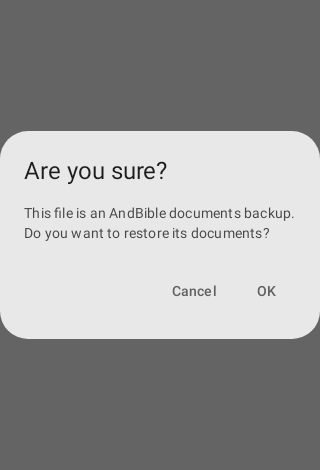 Are you sure?
This file is an AndBible documents backup.
Do you want to restore its documents?
Cancel
OK